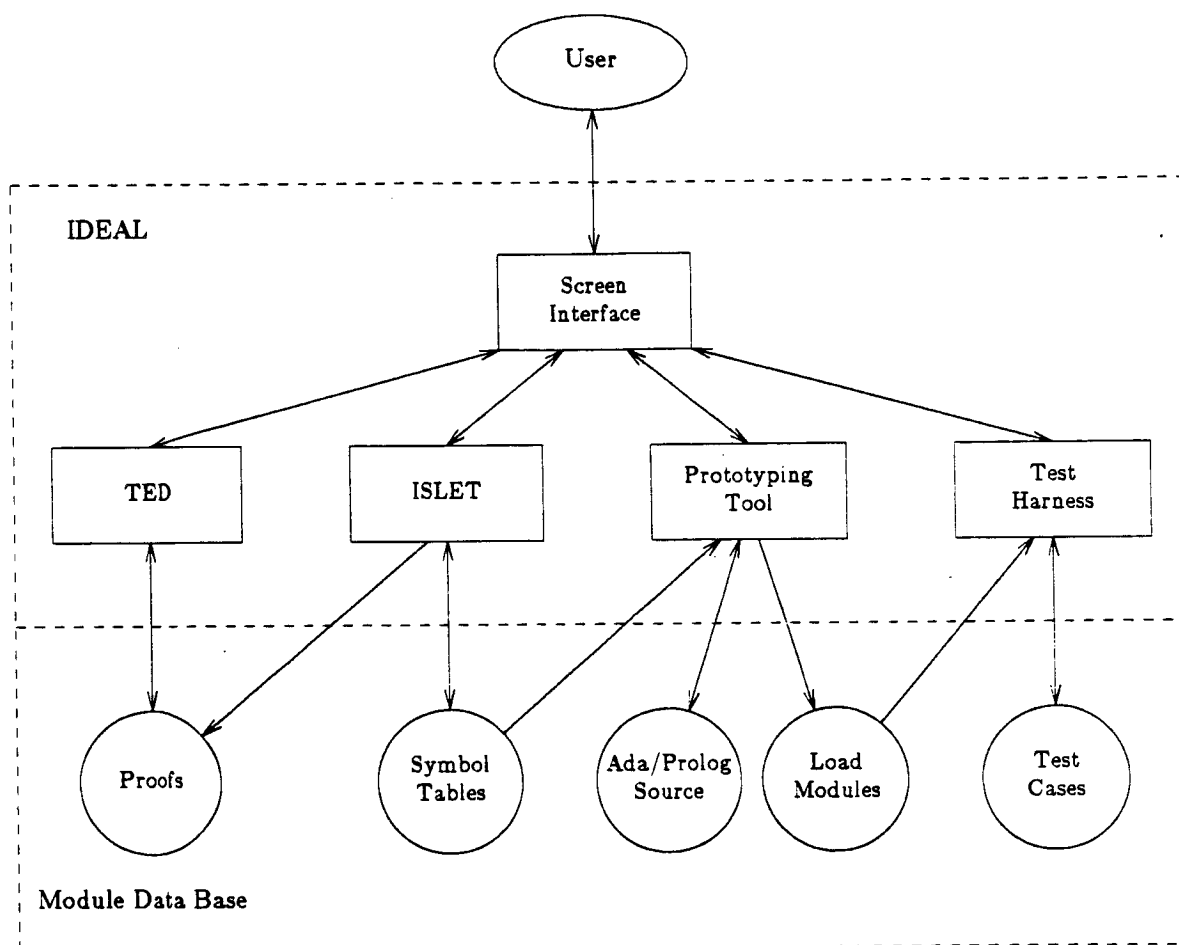 User
IDEAL
Screen
Interface
TED
ISLET
Prototyping
Tool
Test
Harness
Proofs
Symbol
Tables
Ada/Prolog
Source
Load
Modules
Test
Cases
Module Data Base